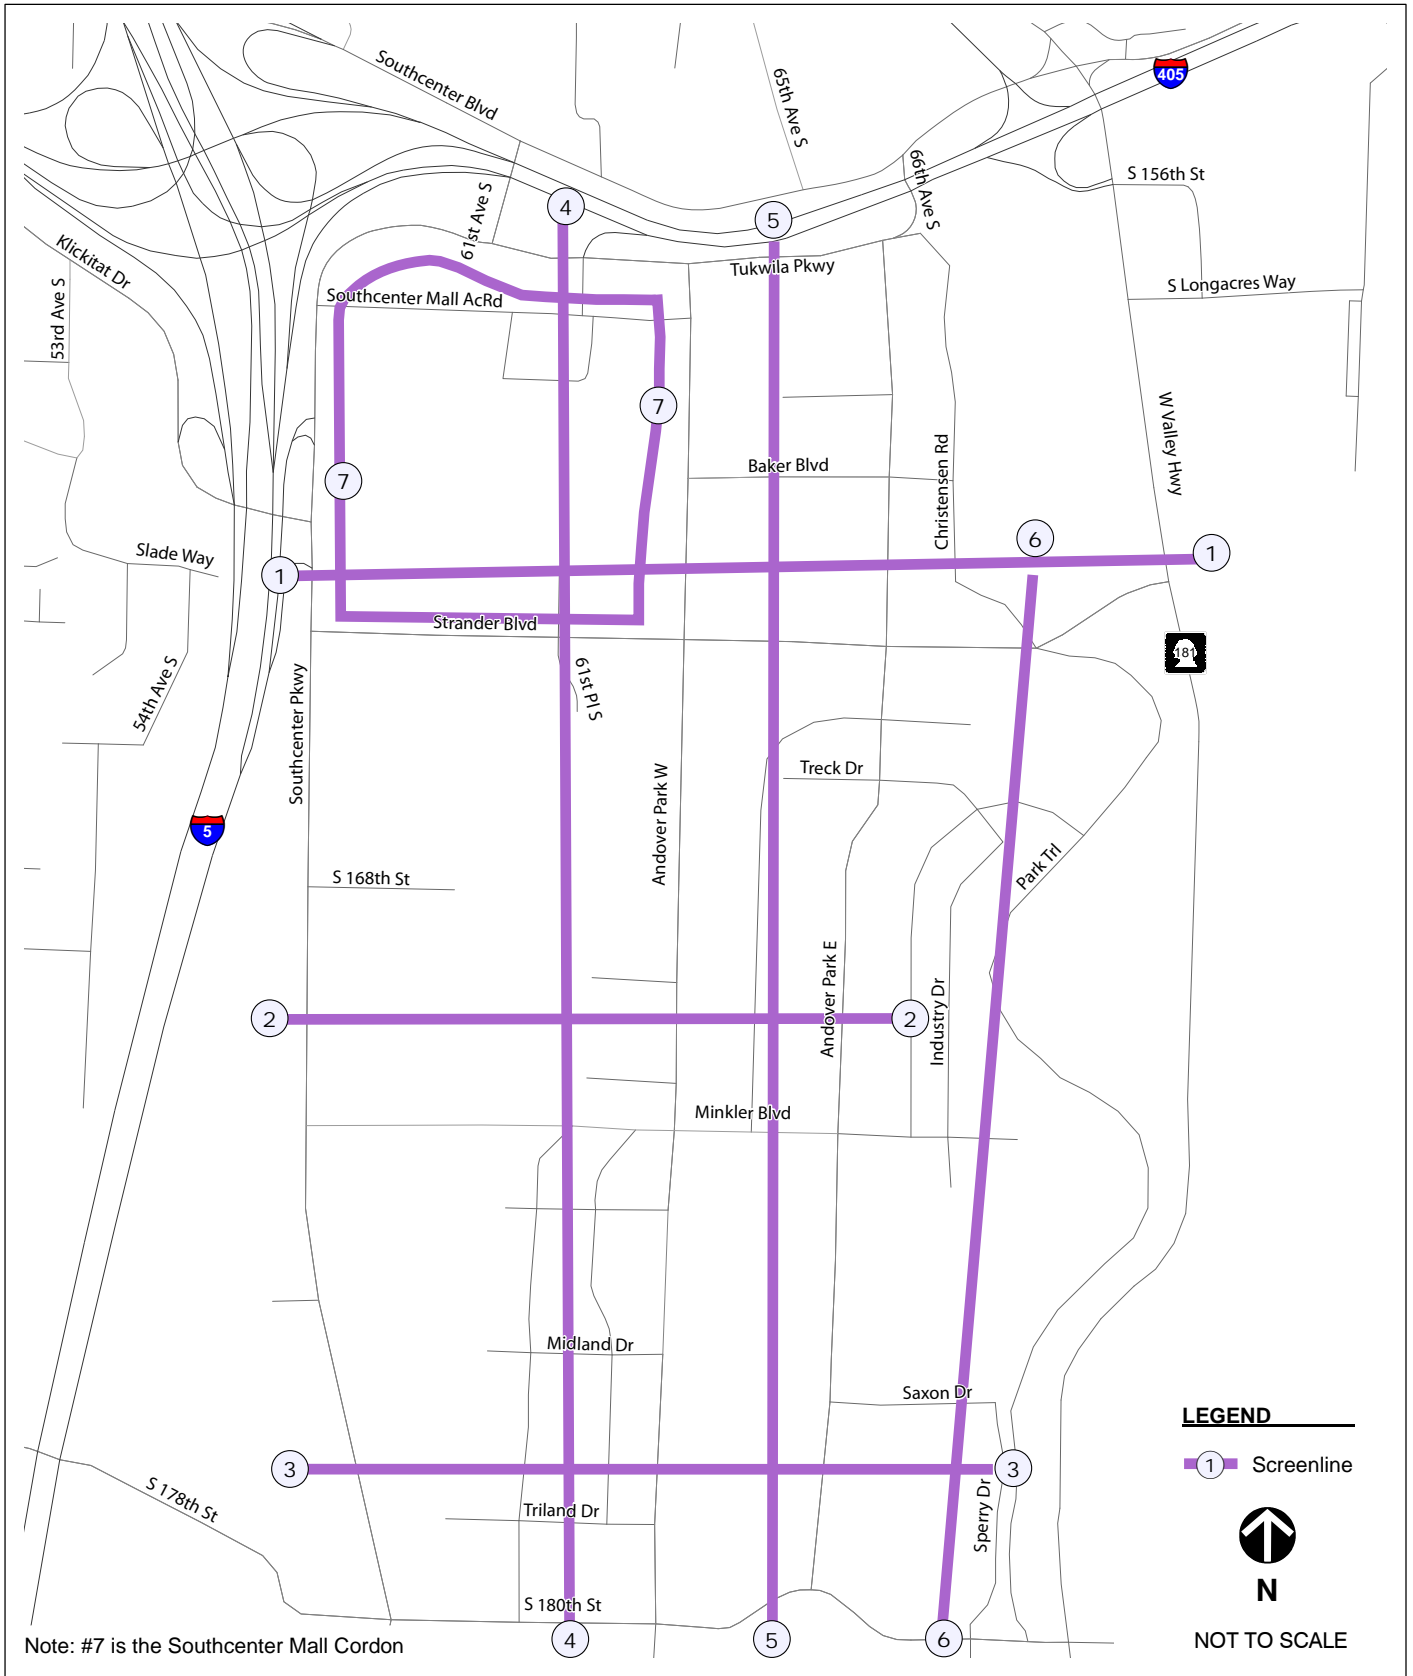 Southcenter Blvd
65th Ave S
405
66th Ave S
S 156th St
61st Ave S
4
5
Klickitat Dr
Tukwila Pkwy
S Longacres Way
53rd Ave S
Southcenter Mall AcRd
7
W Valley Hwy
Christensen Rd
Baker Blvd
7
6
Slade Way
1
1
Strander Blvd
181
54th Ave S
Southcenter Pkwy
61st Pl S
Andover Park W
Treck Dr
5
Park Trl
S 168th St
Andover Park E
Industry Dr
2
2
Minkler Blvd
Midland Dr
Saxon Dr
LEGEND
1
Screenline
3
3
S 178th St
Triland Dr
Sperry Dr
N
S 180th St
4
5
6
NOT TO SCALE
Note: #7 is the Southcenter Mall Cordon